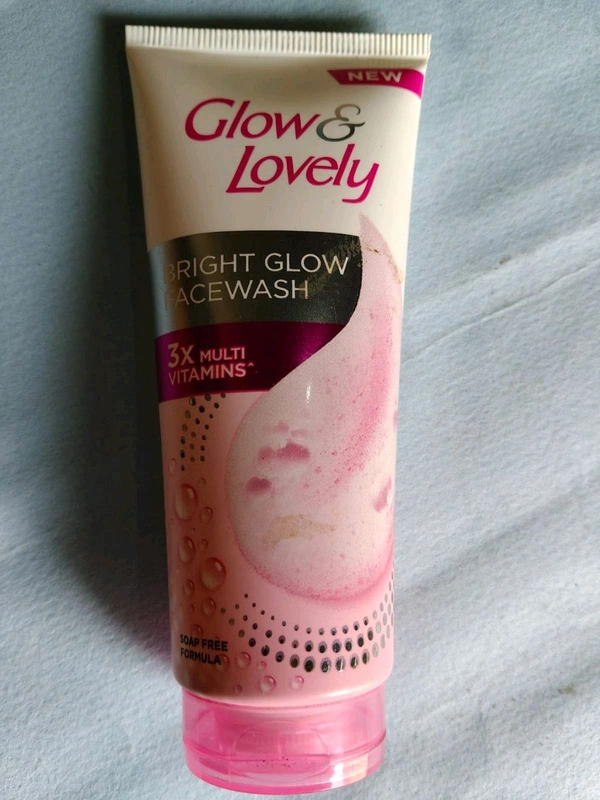 NEW
Glow &
Lovely
BRIGHT GLOW
FACEWASH
3X MULTI
VITAMINS^
SOAP FREE
FORMULA